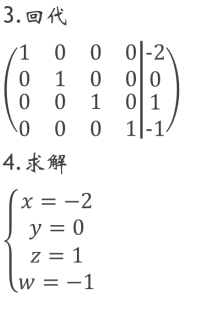 3.回代
1 0 0 0 -2
0 1 0 0 0
0 0 1 0 1
0 0 0 1 -1
4.求解
x = −2
y = 0
z = 1
w = −1